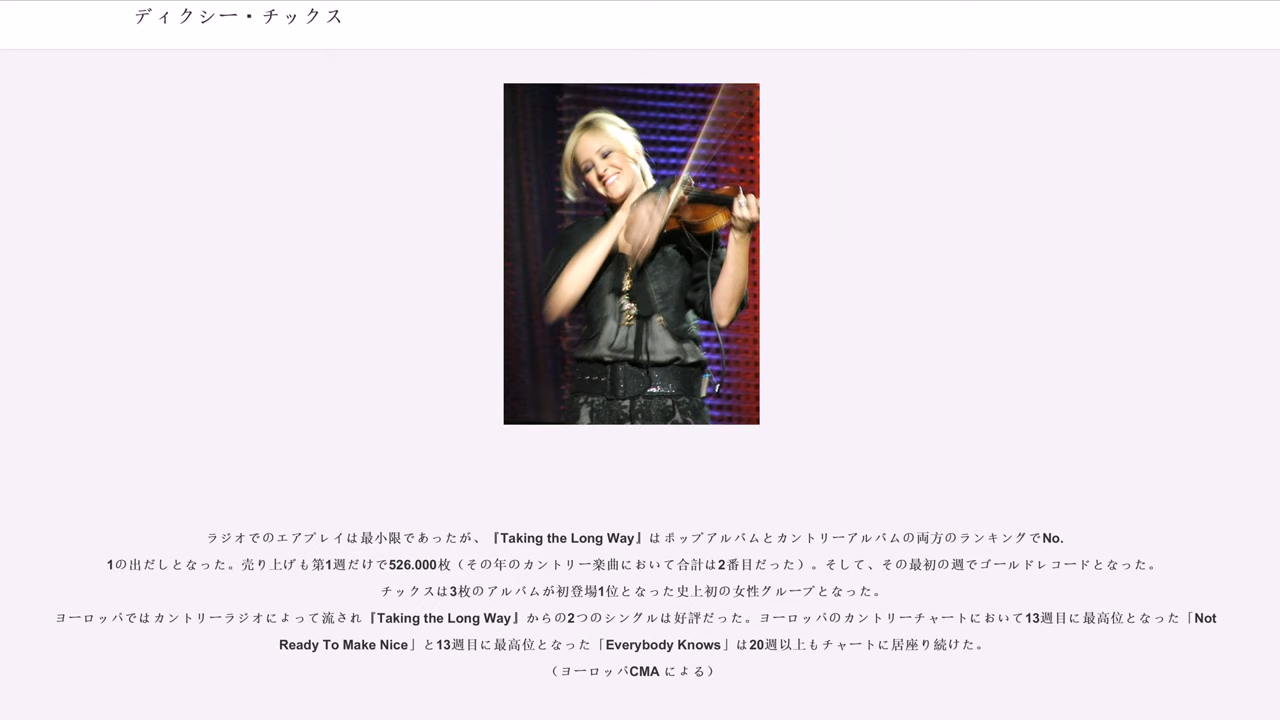 ディクシー・チックス
ラジオでのエアプレイは最小限であったが、『Taking the Long Way』はポップアルバムとカントリーアルバムの両方のランキングでNo.
1の出だしとなった。売り上げも第1週だけで526.000枚（その年のカントリー楽曲において合計は2番目だった）。そして、その最初の週でゴールドレコードとなった。
チックスは3枚のアルバムが初登場1位となった史上初の女性グループとなった。
ヨーロッパではカントリーラジオによって流され『Taking the Long Way』からの2つのシングルは好評だった。ヨーロッパのカントリーチャートにおいて13週目に最高位となった「Not
Ready To Make Nice」と13週目に最高位となった「Everybody Knows」は20週以上もチャートに居座り続けた。
（ヨーロッパCMA による）